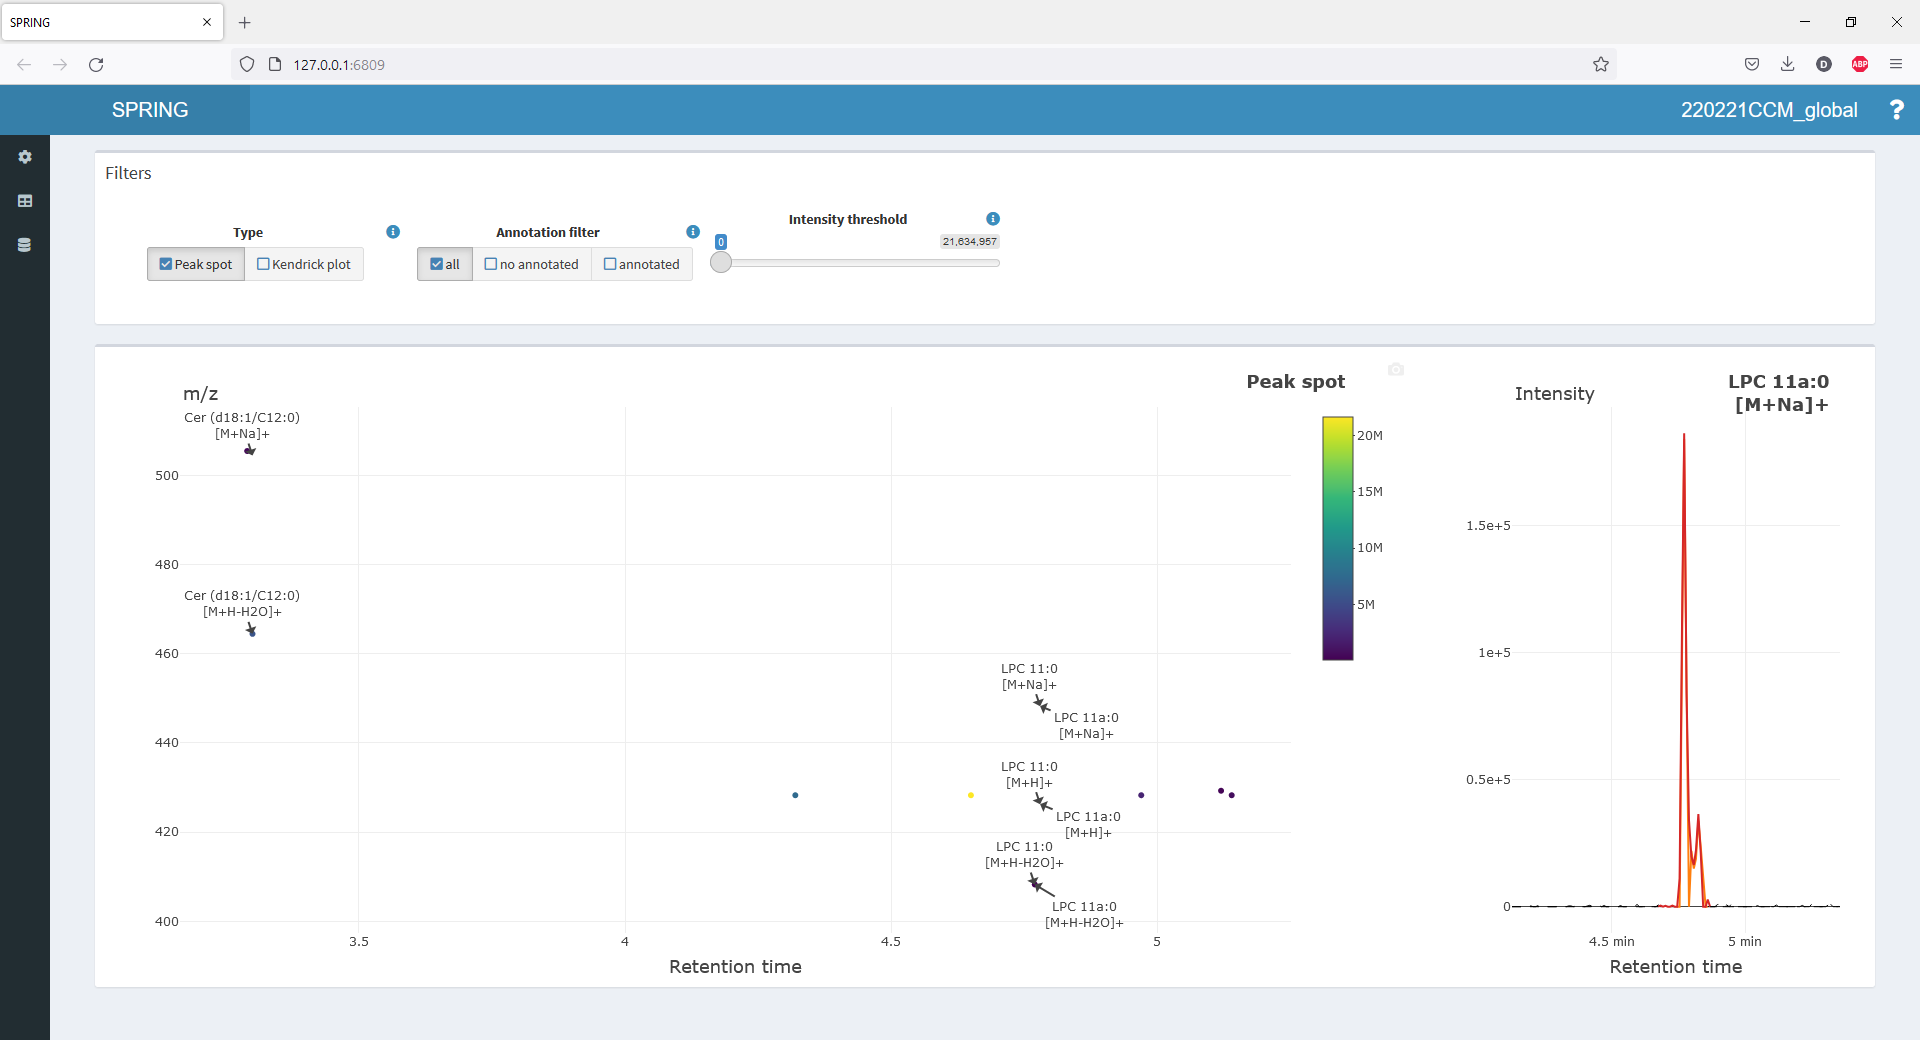 SPRING
127.0.0.1:6809
D
ABP
SPRING
220221CCM_global
?
Filters
Type
Annotation filter
Intensity threshold
0
21,634,957
Peak spot
Kendrick plot
all
no annotated
annotated
m/z
Peak spot
Cer (d18:1/C12:0)
[M+Na]+
500
480
Cer (d18:1/C12:0)
[M+H-H2O]+
460
LPC 11:0
[M+Na]+
LPC 11a:0
[M+Na]+
440
LPC 11:0
[M+H]+
LPC 11a:0
[M+H]+
420
LPC 11:0
[M+H-H2O]+
LPC 11a:0
[M+H-H2O]+
400
3.5
4
4.5
5
Retention time
20M
15M
10M
5M
Intensity
LPC 11a:0
[M+Na]+
1.5e+5
1e+5
0.5e+5
0
4.5 min
5 min
Retention time